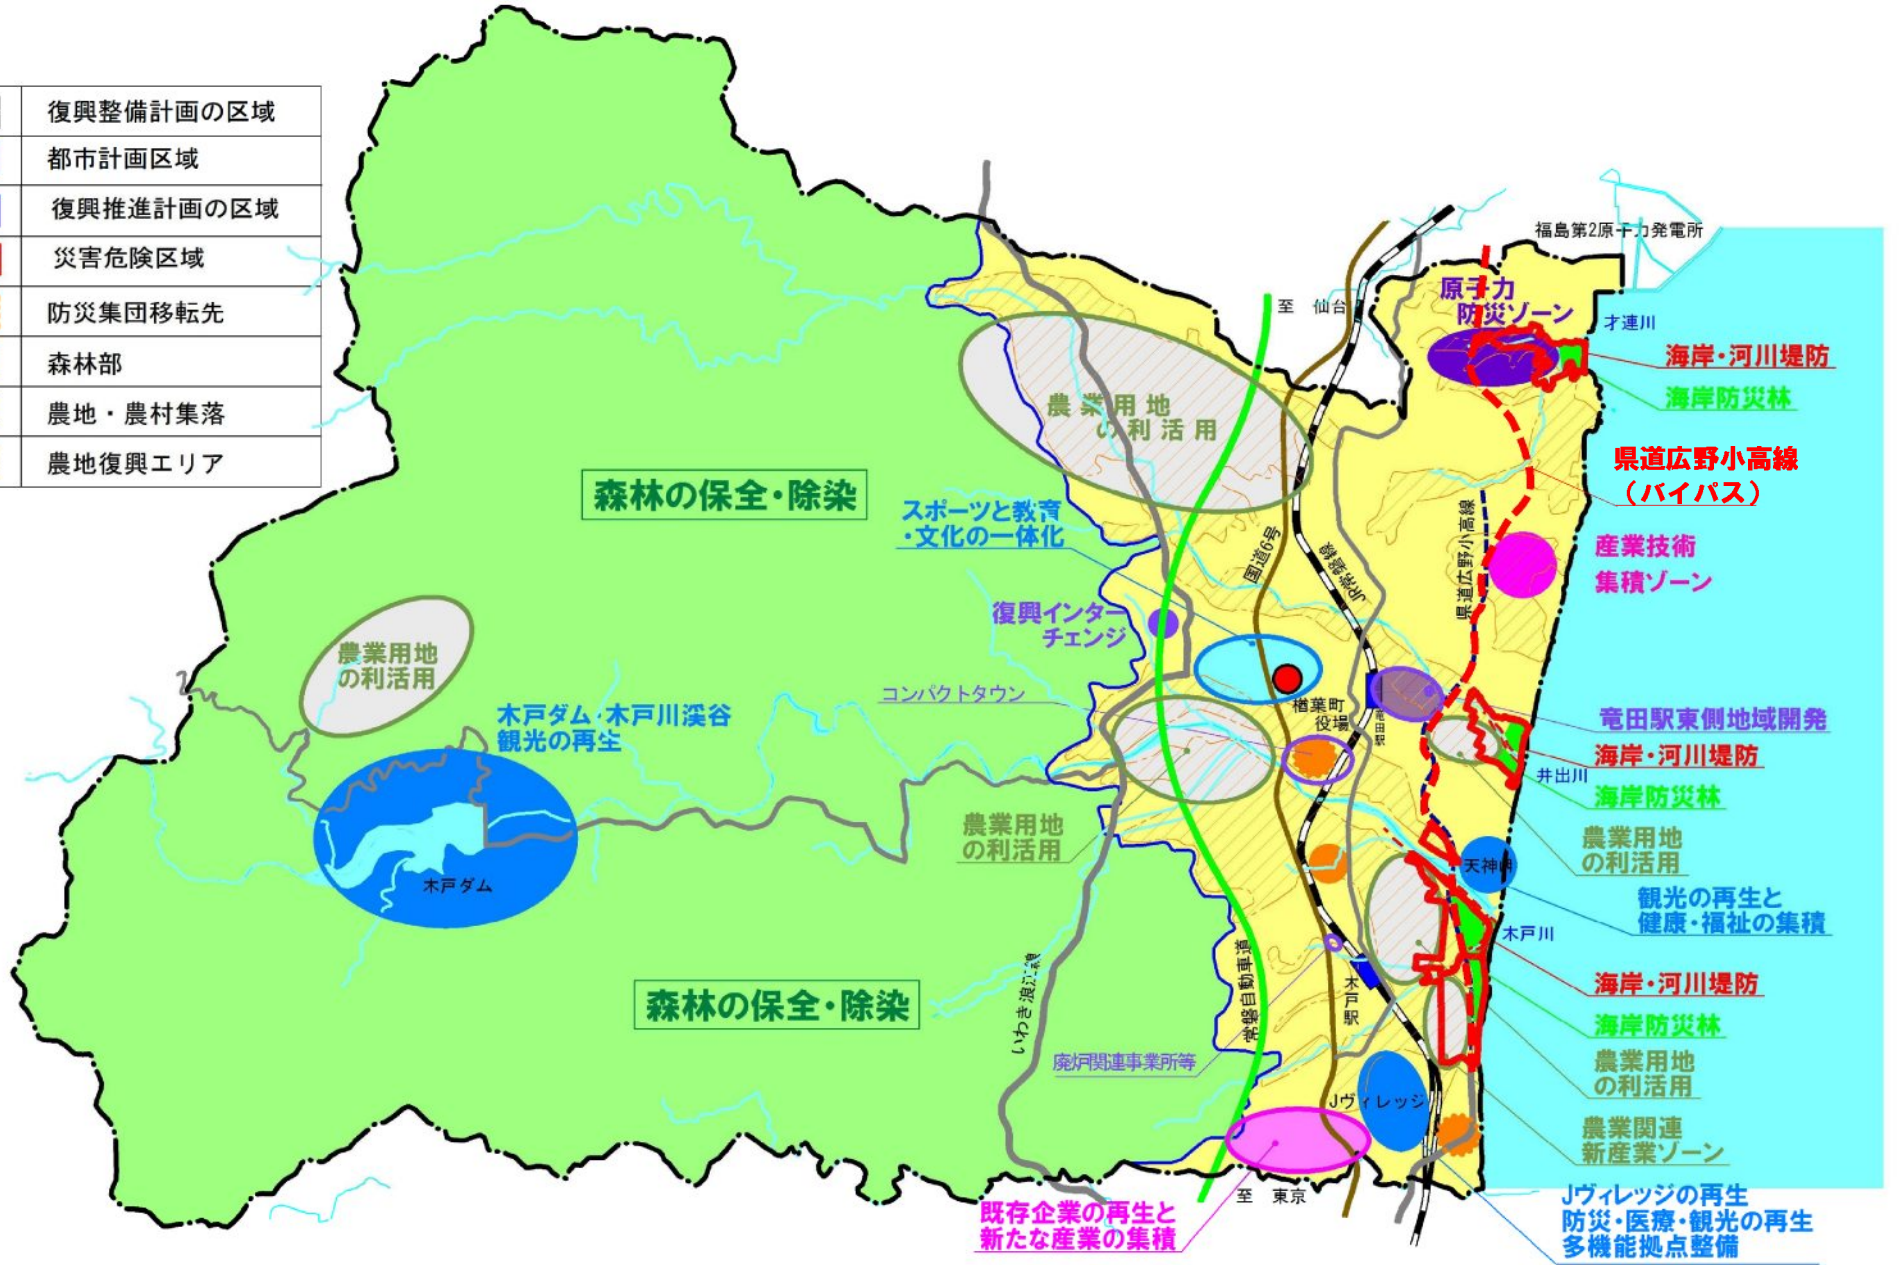 復興整備計画の区域
都市計画区域
復興推進計画の区域
災害危険区域
防災集団移転先
森林部
農地・農村集落
農地復興エリア
福島第2原子力発電所
原子力
防災ゾーン
至 仙台
才連川
海岸・河川堤防
海岸防災林
農業用地
の利活用
県道広野小高線
（バイパス）
森林の保全・除染
スポーツと教育
・文化の一体化
国道6号
JR常磐線
県道広野小高線
産業技術
集積ゾーン
復興インター
チェンジ
農業用地
の利活用
コンパクトタウン
楢葉町
役場
竜田駅
竜田駅東側地域開発
木戸ダム・木戸川渓谷
観光の再生
海岸・河川堤防
井出川
海岸防災林
農業用地
の利活用
農業用地
の利活用
木戸ダム
天神岬
観光の再生と
健康・福祉の集積
木戸川
森林の保全・除染
いわき浪江線
常磐自動車道
木戸駅
海岸・河川堤防
海岸防災林
廃炉関連事業所等
農業用地
の利活用
Jヴィレッジ
農業関連
新産業ゾーン
至 東京
既存企業の再生と
新たな産業の集積
Jヴィレッジの再生
防災・医療・観光の再生
多機能拠点整備